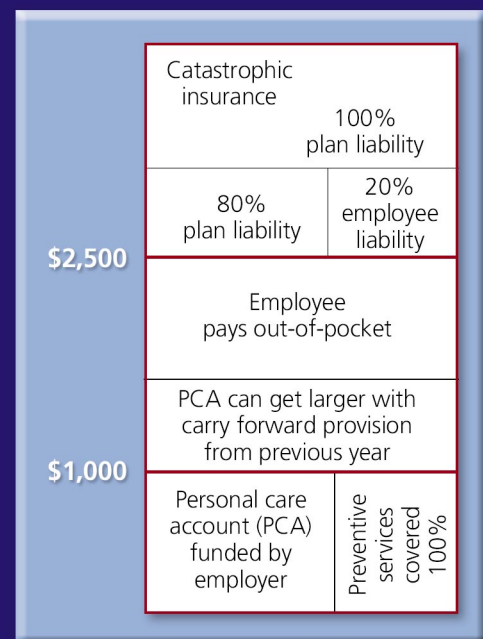 Catastrophic
insurance
100%
plan liability
80%
plan liability
20%
employee
liability
$2,500
Employee
pays out-of-pocket
PCA can get larger with
carry forward provision
from previous year
$1,000
Personal care
account (PCA)
funded by
employer
Preventive
services
covered
100%